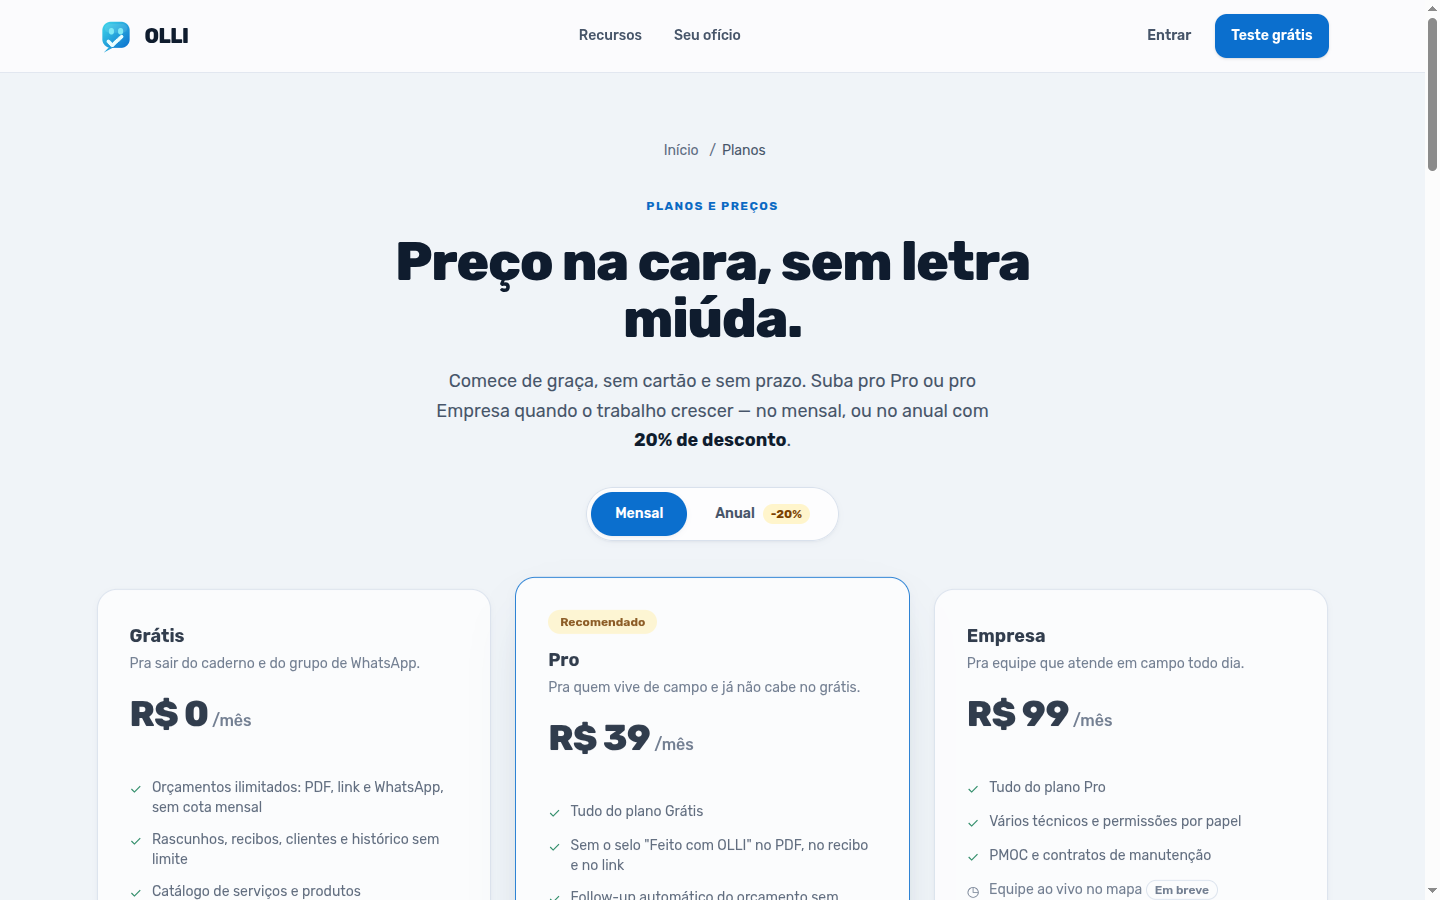 OLLI
Recursos
Seu ofício
Entrar
Teste grátis
Início / Planos
PLANOS E PREÇOS
Preço na cara, sem letra
miúda.
Comece de graça, sem cartão e sem prazo. Suba pro Pro ou pro
Empresa quando o trabalho crescer — no mensal, ou no anual com
20% de desconto.
Mensal
Anual -20%
Grátis
Pra sair do caderno e do grupo de WhatsApp.
R$ 0 /mês
Orçamentos ilimitados: PDF, link e WhatsApp,
sem cota mensal
Rascunhos, recibos, clientes e histórico sem
limite
Catálogo de serviços e produtos
Recomendado
Pro
Pra quem vive de campo e já não cabe no grátis.
R$ 39 /mês
Tudo do plano Grátis
Sem o selo "Feito com OLLI" no PDF, no recibo
e no link
Follow-up automático do orçamento sem
Empresa
Pra equipe que atende em campo todo dia.
R$ 99 /mês
Tudo do plano Pro
Vários técnicos e permissões por papel
PMOC e contratos de manutenção
Equipe ao vivo no mapa Em breve